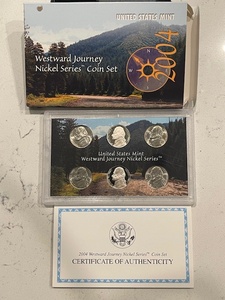 UNITED STATES MINT
Westward Journey
Nickel Series™ Coin Set
2004
N
W
United States Mint
Westward Journey Nickel Series™
2004 Westward Journey Nickel Series™ Coin Set
CERTIFICATE OF AUTHENTICITY